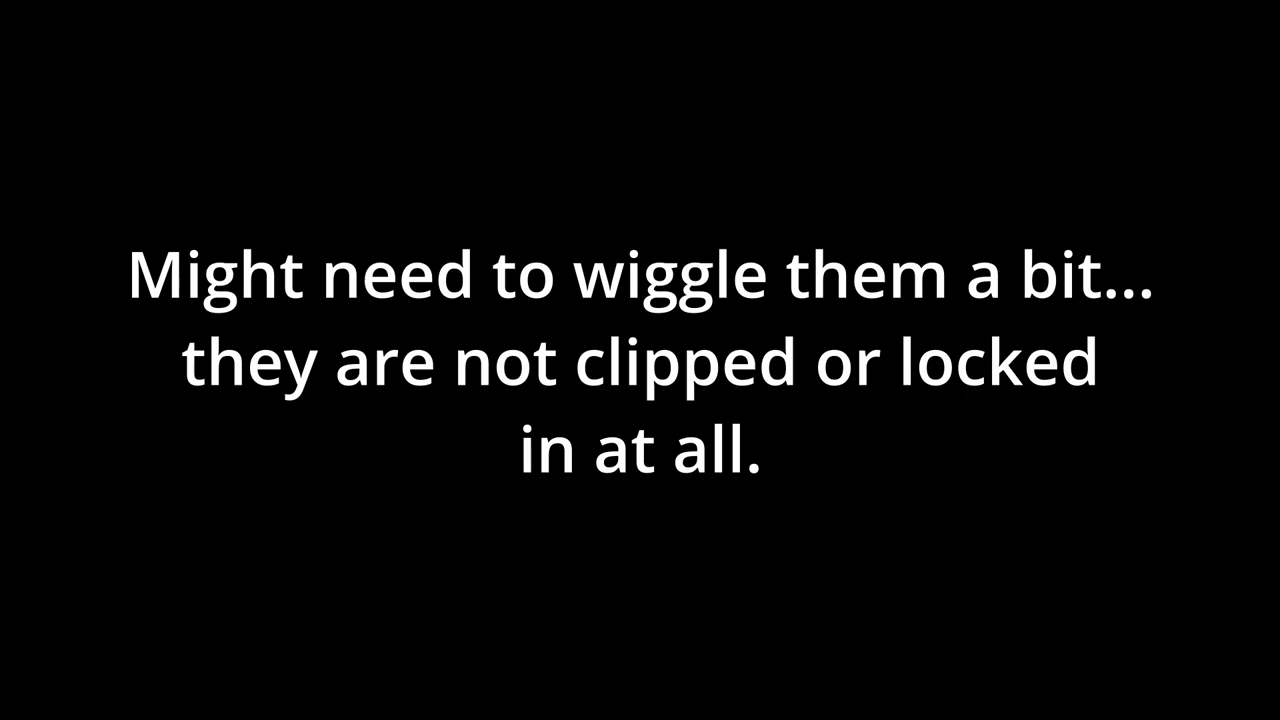 Might need to wiggle them a bit...
they are not clipped or locked
in at all.